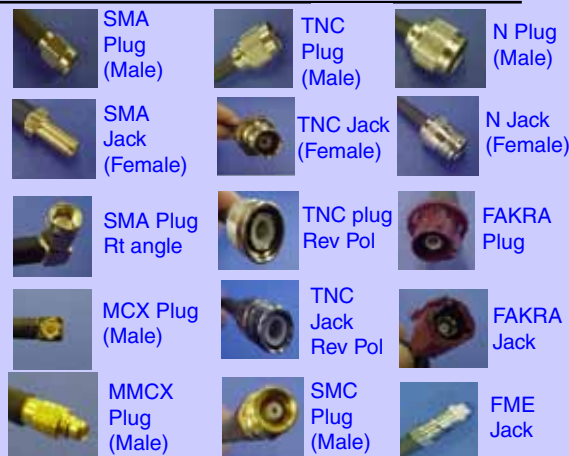 SMA
Plug
(Male)
TNC
Plug
(Male)
N Plug
(Male)
SMA
Jack
(Female)
TNC Jack
(Female)
N Jack
(Female)
SMA Plug
Rt angle
TNC plug
Rev Pol
FAKRA
Plug
MCX Plug
(Male)
TNC
Jack
Rev Pol
FAKRA
Jack
MMCX
Plug
(Male)
SMC
Plug
(Male)
FME
Jack